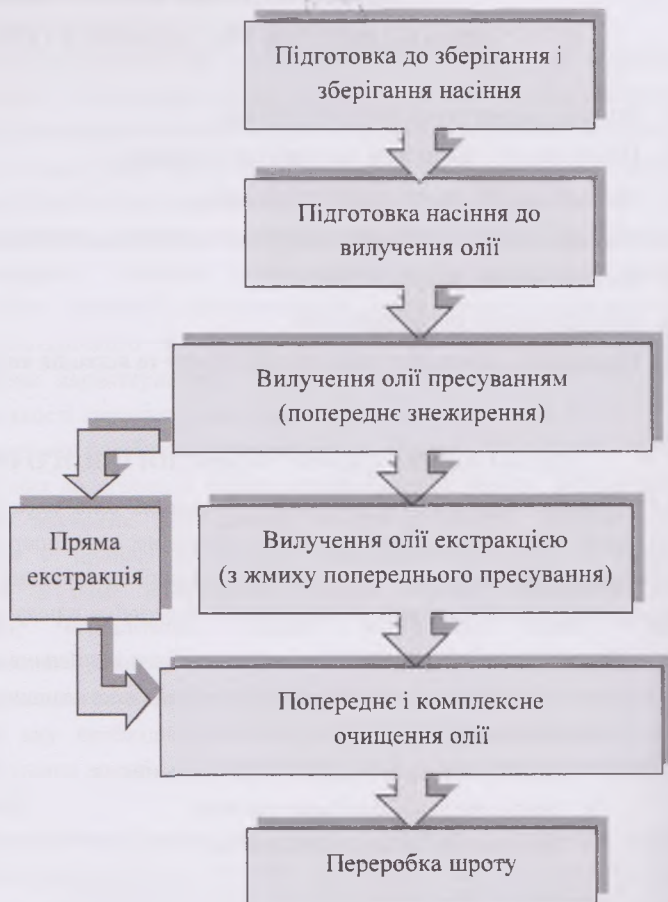 Підготовка до зберігання і
зберігання насіння
Підготовка насіння до
вилучення олії
Вилучення олії пресуванням
(попереднє знежирення)
Пряма
екстракція
Вилучення олії екстракцією
(з жмиху попереднього пресування)
Попереднє і комплексне
очищення олії
Переробка шроту